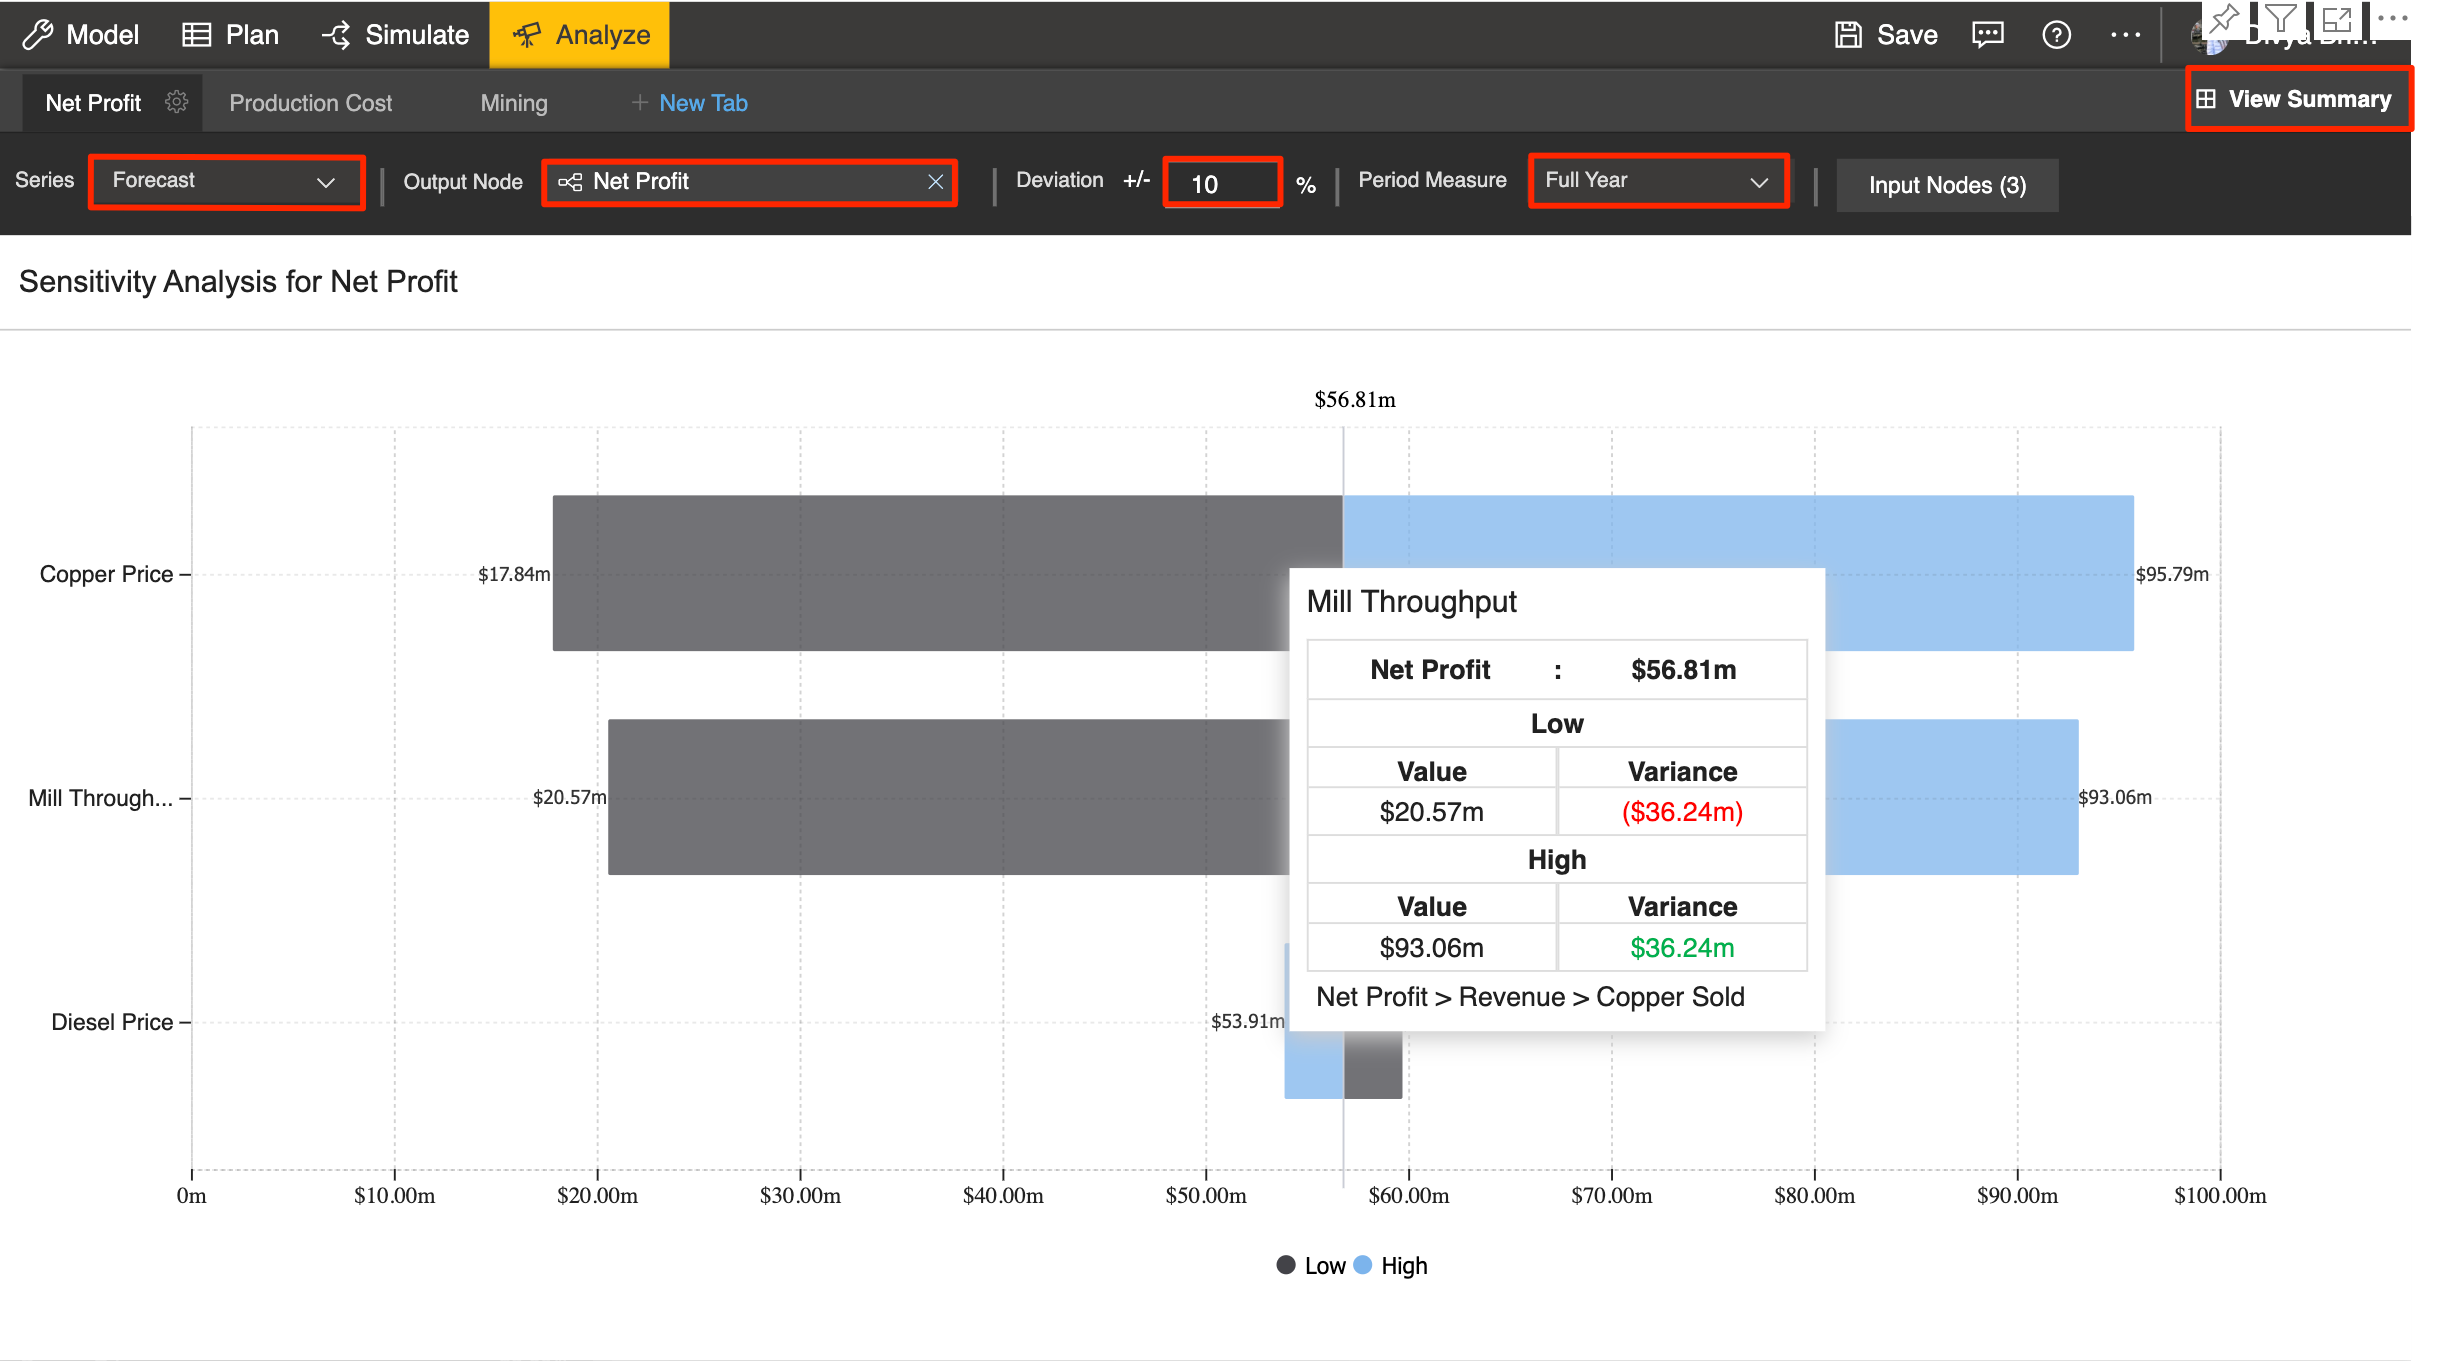 Model Plan Simulate Analyze Save
Net Profit Production Cost Mining + New Tab View Summary
Series Forecast Output Node Net Profit Deviation +/- 10 % Period Measure Full Year Input Nodes (3)
Sensitivity Analysis for Net Profit
$56.81m
Copper Price $17.84m $95.79m
Mill Through... $20.57m $93.06m
Diesel Price $53.91m
Mill Throughput
Net Profit : $56.81m
Low
Value Variance
$20.57m ($36.24m)
High
Value Variance
$93.06m $36.24m
Net Profit > Revenue > Copper Sold
0m $10.00m $20.00m $30.00m $40.00m $50.00m $60.00m $70.00m $80.00m $90.00m $100.00m
Low High